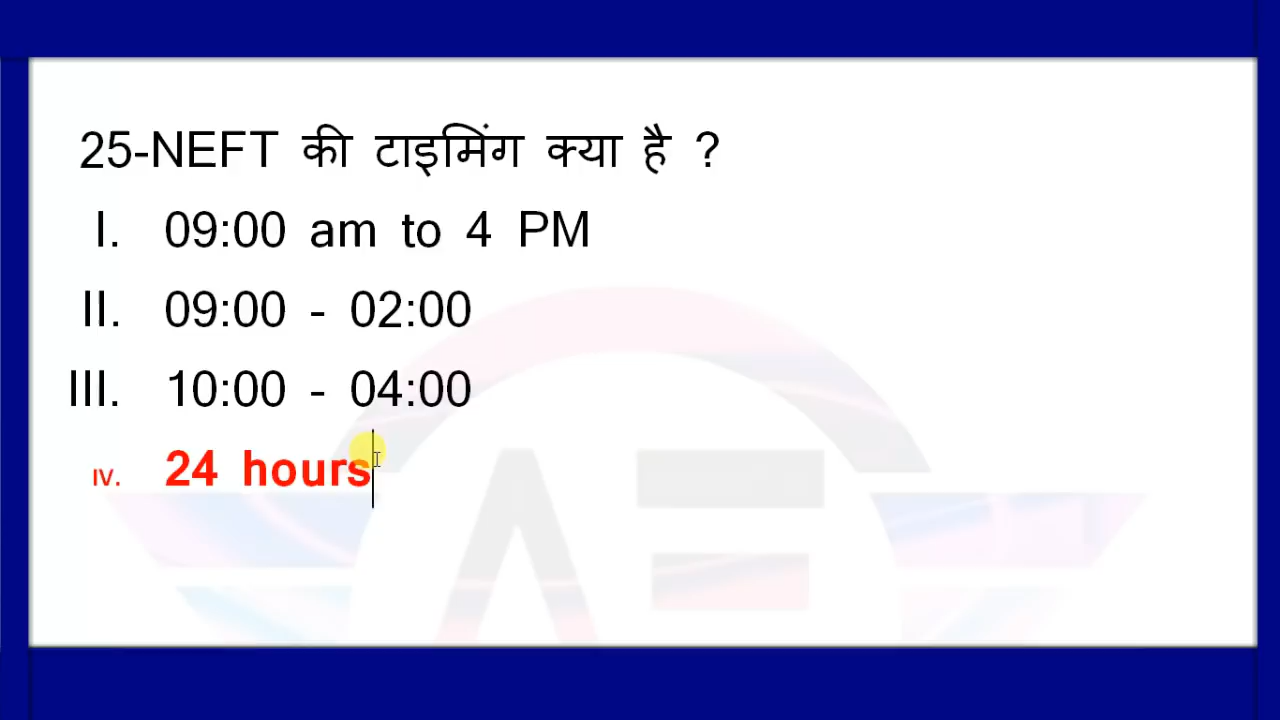 25-NEFT की टाइमिंग क्या है ?
I. 09:00 am to 4 PM
II. 09:00 - 02:00
III. 10:00 - 04:00
IV. 24 hours